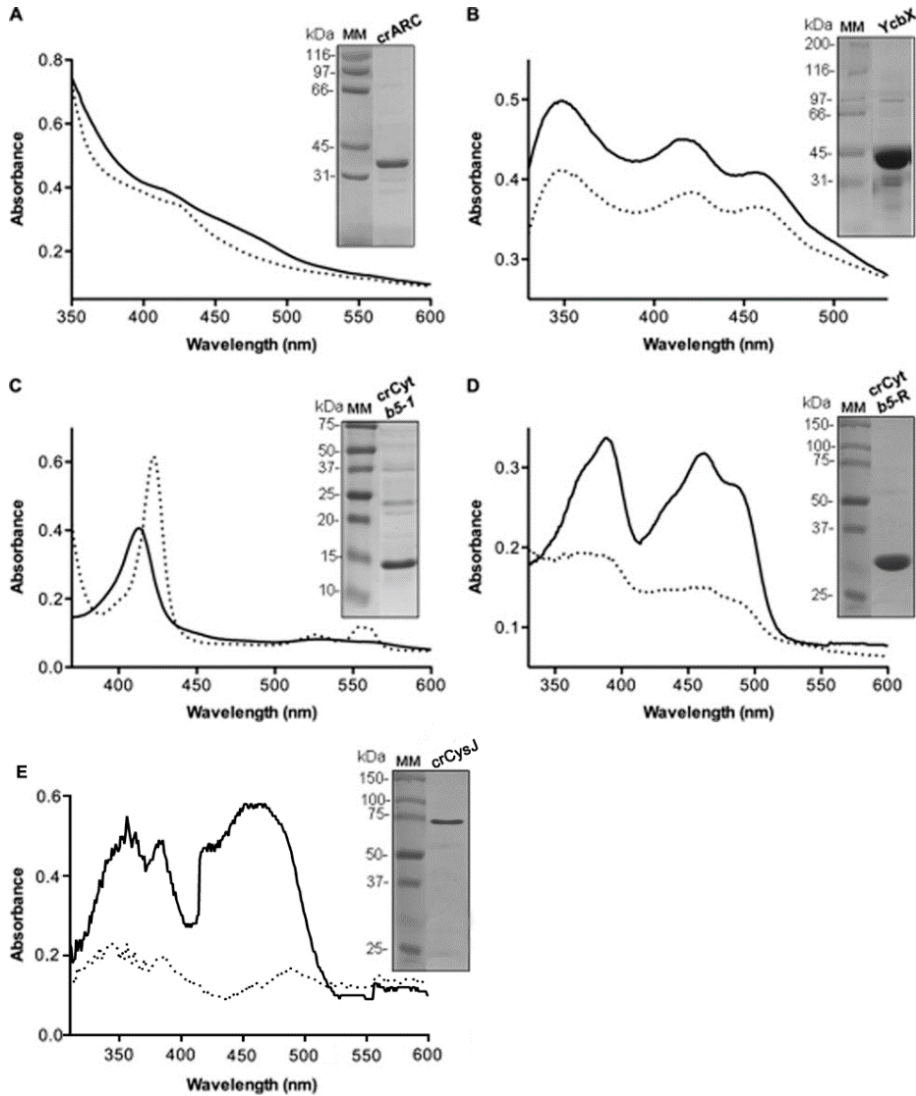 A
kDa MM crARC
116-
97-
66-
45-
31-
0.8
0.6
0.4
0.2
Absorbance
350 400 450 500 550 600
Wavelength (nm)
B
kDa MM YcbX
200-
116-
97-
66-
45-
31-
0.5
0.4
0.3
Absorbance
350 400 450 500
Wavelength (nm)
C
kDa MM crCyt b5-1
75-
50-
37-
25-
20-
15-
10-
0.6
0.4
0.2
0.0
Absorbance
400 450 500 550 600
Wavelength (nm)
D
kDa MM crCyt b5-R
150-
100-
75-
50-
37-
25-
0.3
0.2
0.1
Absorbance
350 400 450 500 550 600
Wavelength (nm)
E
kDa MM crCysJ
150-
100-
75-
50-
37-
25-
0.6
0.4
0.2
0.0
Absorbance
350 400 450 500 550 600
Wavelength (nm)